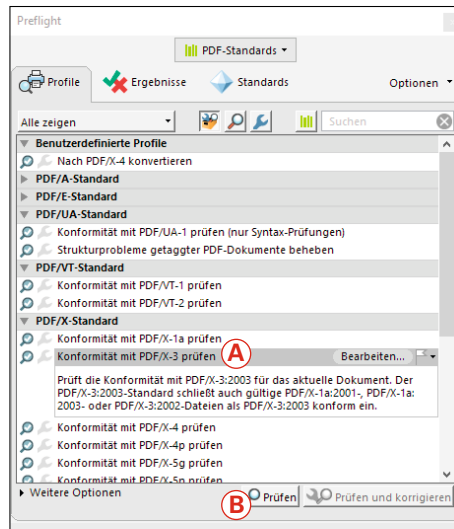 Preflight
PDF-Standards
Profile
Ergebnisse
Standards
Optionen
Alle zeigen
Suchen
Benutzerdefinierte Profile
Nach PDF/X-4 konvertieren
PDF/A-Standard
PDF/E-Standard
PDF/UA-Standard
Konformität mit PDF/UA-1 prüfen (nur Syntax-Prüfungen)
Strukturprobleme getaggter PDF-Dokumente beheben
PDF/VT-Standard
Konformität mit PDF/VT-1 prüfen
Konformität mit PDF/VT-2 prüfen
PDF/X-Standard
Konformität mit PDF/X-1a prüfen
Konformität mit PDF/X-3 prüfen A Bearbeiten...
Prüft die Konformität mit PDF/X-3:2003 für das aktuelle Dokument. Der
PDF/X-3:2003-Standard schließt auch gültige PDF/X-1a:2001-, PDF/X-1a:
2003- oder PDF/X-3:2002-Dateien als PDF/X-3:2003 konform ein.
Konformität mit PDF/X-4 prüfen
Konformität mit PDF/X-4p prüfen
Konformität mit PDF/X-5g prüfen
Konformität mit PDF/X-5n prüfen
Weitere Optionen B Prüfen Prüfen und korrigieren